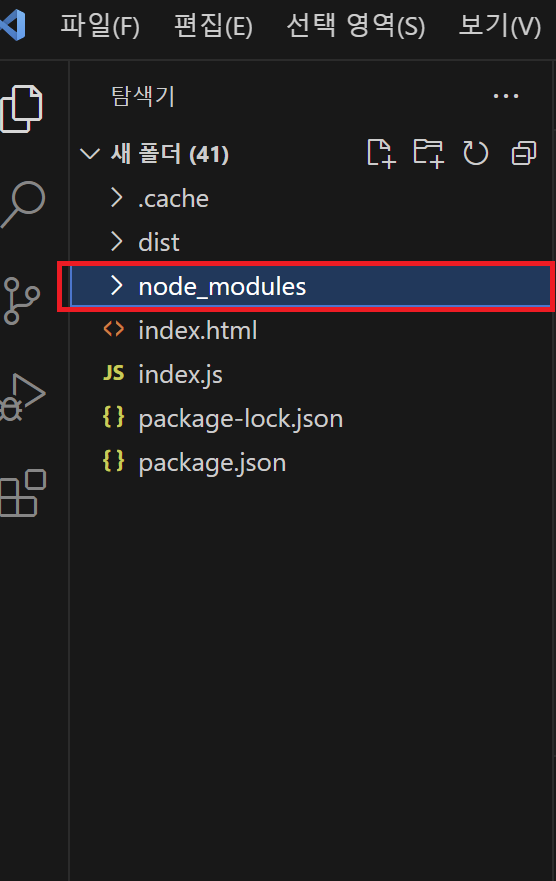 파일(F) 편집(E) 선택 영역(S) 보기(V)
탐색기 ...
새 폴더 (41)
.cache
dist
node_modules
<> index.html
JS index.js
{} package-lock.json
{} package.json